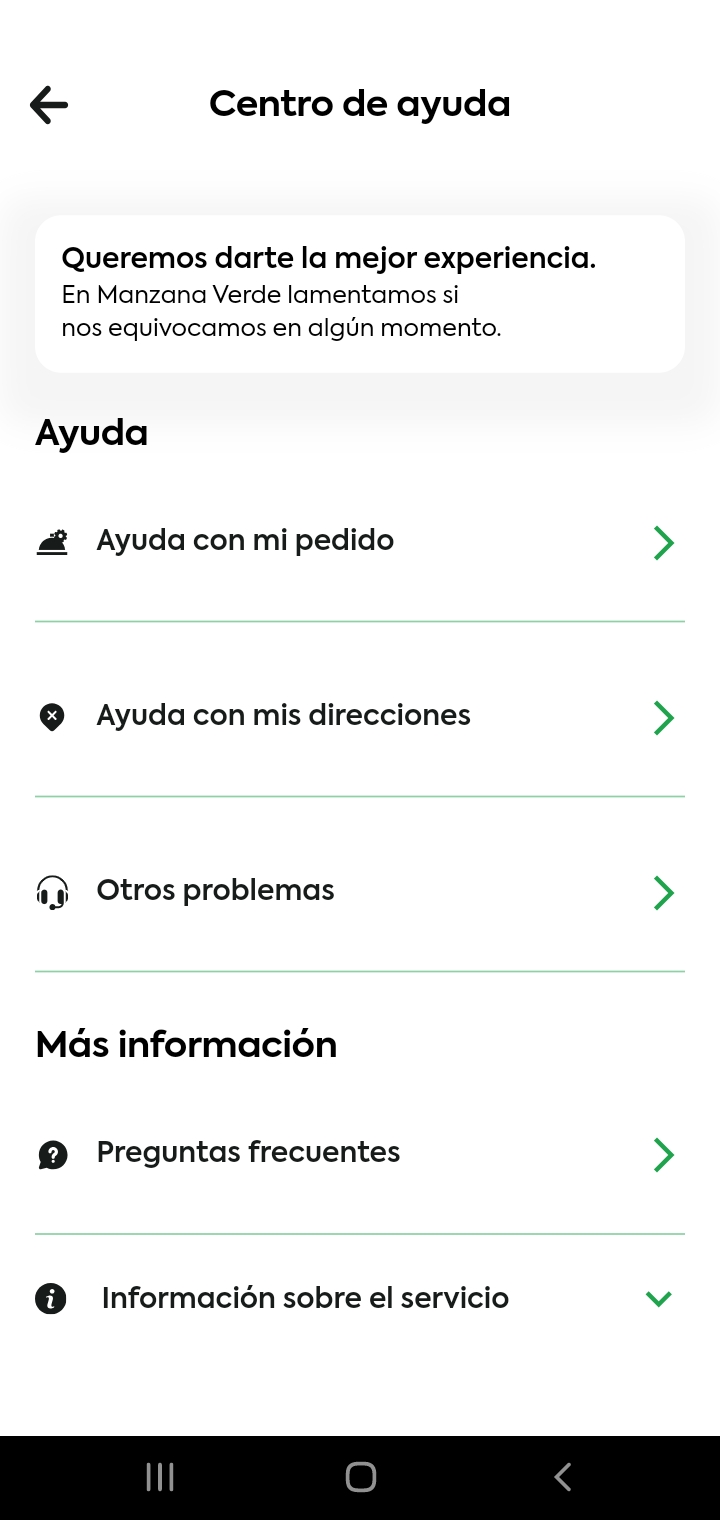 Centro de ayuda
Queremos darte la mejor experiencia.
En Manzana Verde lamentamos si
nos equivocamos en algún momento.
Ayuda
Ayuda con mi pedido
Ayuda con mis direcciones
Otros problemas
Más información
Preguntas frecuentes
Información sobre el servicio